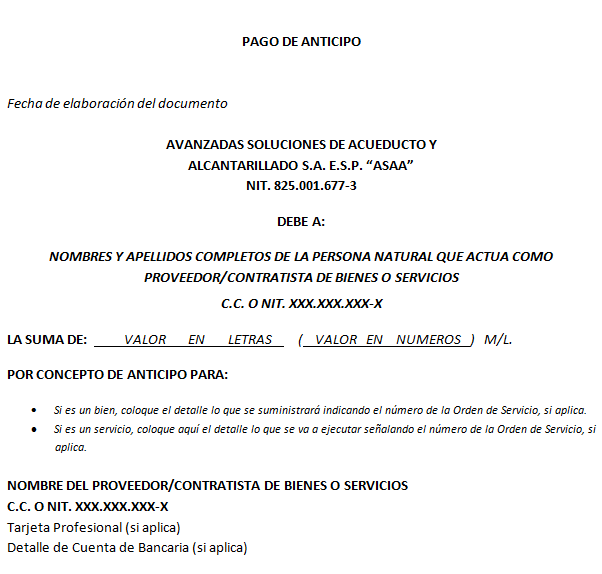 PAGO DE ANTICIPO
Fecha de elaboración del documento
AVANZADAS SOLUCIONES DE ACUEDUCTO Y
ALCANTARILLADO S.A. E.S.P. “ASAA”
NIT. 825.001.677-3
DEBE A:
NOMBRES Y APELLIDOS COMPLETOS DE LA PERSONA NATURAL QUE ACTUA COMO
PROVEEDOR/CONTRATISTA DE BIENES O SERVICIOS
C.C. O NIT. XXX.XXX.XXX-X
LA SUMA DE: VALOR EN LETRAS ( VALOR EN NUMEROS ) M/L.
POR CONCEPTO DE ANTICIPO PARA:
• Si es un bien, coloque el detalle lo que se suministrará indicando el número de la Orden de Servicio, si aplica.
• Si es un servicio, coloque aquí el detalle lo que se va a ejecutar señalando el número de la Orden de Servicio, si
aplica.
NOMBRE DEL PROVEEDOR/CONTRATISTA DE BIENES O SERVICIOS
C.C. O NIT. XXX.XXX.XXX-X
Tarjeta Profesional (si aplica)
Detalle de Cuenta de Bancaria (si aplica)